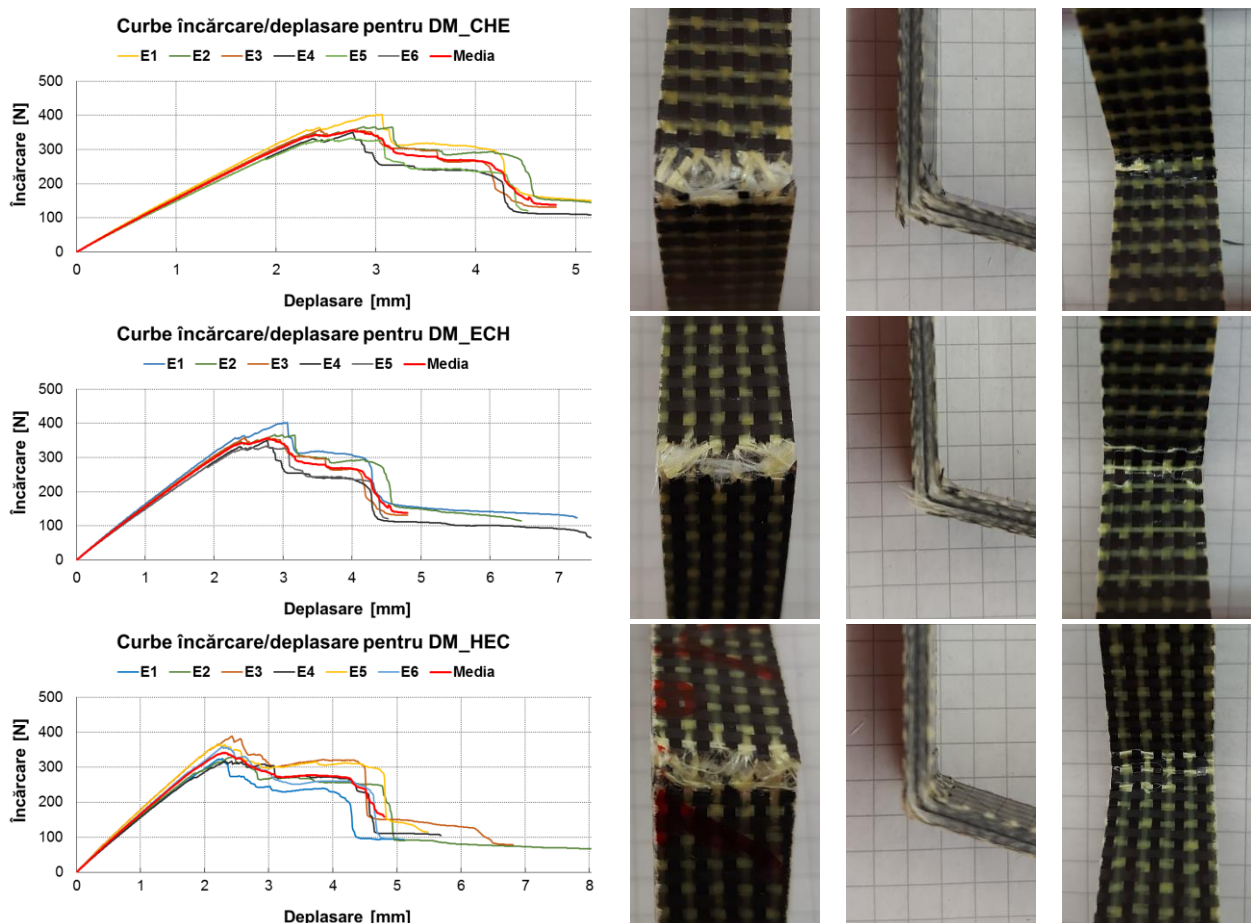 Curbe încărcare/deplasare pentru DM_CHE
E1 E2 E3 E4 E5 E6 Media
Încărcare [N]
500
400
300
200
100
0
0 1 2 3 4 5
Deplasare [mm]
Curbe încărcare/deplasare pentru DM_ECH
E1 E2 E3 E4 E5 Media
Încărcare [N]
500
400
300
200
100
0
0 1 2 3 4 5 6 7
Deplasare [mm]
Curbe încărcare/deplasare pentru DM_HEC
E1 E2 E3 E4 E5 E6 Media
Încărcare [N]
500
400
300
200
100
0
0 1 2 3 4 5 6 7 8
Deplasare [mm]